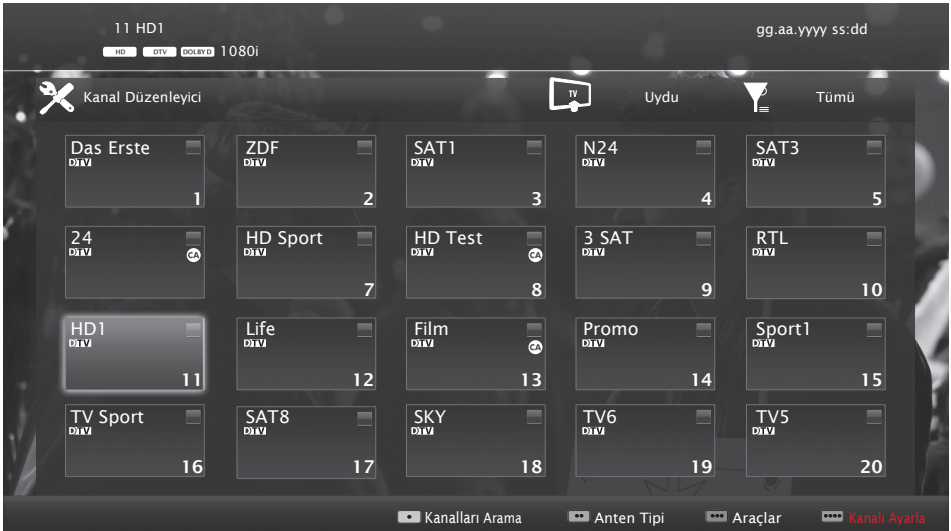 11 HD1
gg.aa.yyyy ss:dd
HD DTV DOLBY D 1080i
Kanal Düzenleyici TV Uydu Tümü
Das Erste ZDF SAT1 N24 SAT3
DTV DTV DTV DTV DTV
1 2 3 4 5
24 HD Sport HD Test 3 SAT RTL
DTV DTV DTV DTV DTV
CA CA
7 8 9 10
HD1 Life Film Promo Sport1
DTV DTV DTV DTV DTV
CA
11 12 13 14 15
TV Sport SAT8 SKY TV6 TV5
DTV DTV DTV DTV DTV
16 17 18 19 20
Kanalları Arama Anten Tipi Araçlar Kanalı Ayarla